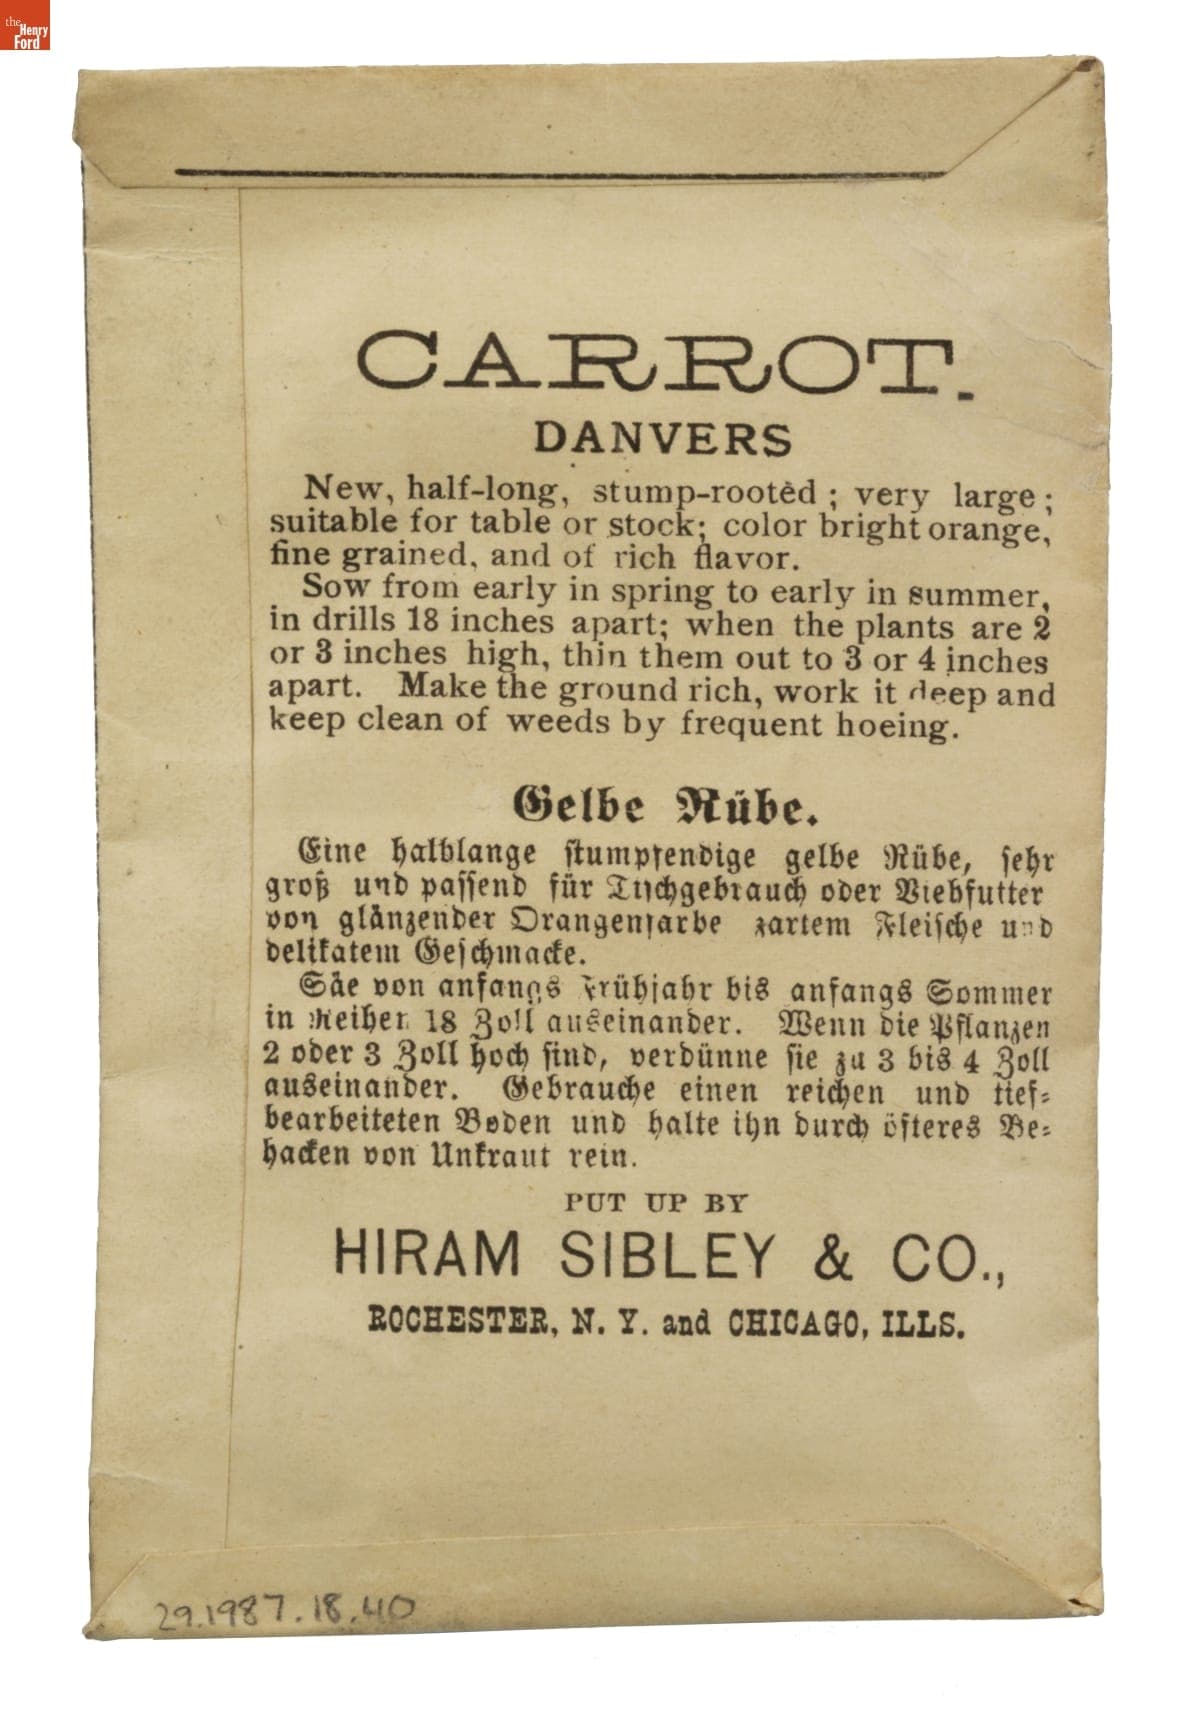 the
Henry
Ford
CARROT.
DANVERS
New, half-long, stump-rooted; very large;
suitable for table or stock; color bright orange,
fine grained, and of rich flavor.
Sow from early in spring to early in summer,
in drills 18 inches apart; when the plants are 2
or 3 inches high, thin them out to 3 or 4 inches
apart. Make the ground rich, work it deep and
keep clean of weeds by frequent hoeing.
Gelbe Rübe.
Eine halblange stumpfendige gelbe Rübe, sehr
groß und passend für Tischgebrauch oder Viehfutter
von glänzender Orangenfarbe zartem Fleische und
delikatem Geschmacke.
Säe von anfangs Frühjahr bis anfangs Sommer
in Reihen 18 Zoll auseinander. Wenn die Pflanzen
2 oder 3 Zoll hoch sind, verdünne sie zu 3 bis 4 Zoll
auseinander. Gebrauche einen reichen und tief-
bearbeiteten Boden und halte ihn durch öfteres Be-
hacken von Unkraut rein.
PUT UP BY
HIRAM SIBLEY & CO.,
ROCHESTER, N. Y. and CHICAGO, ILLS.
29.1987.18.40